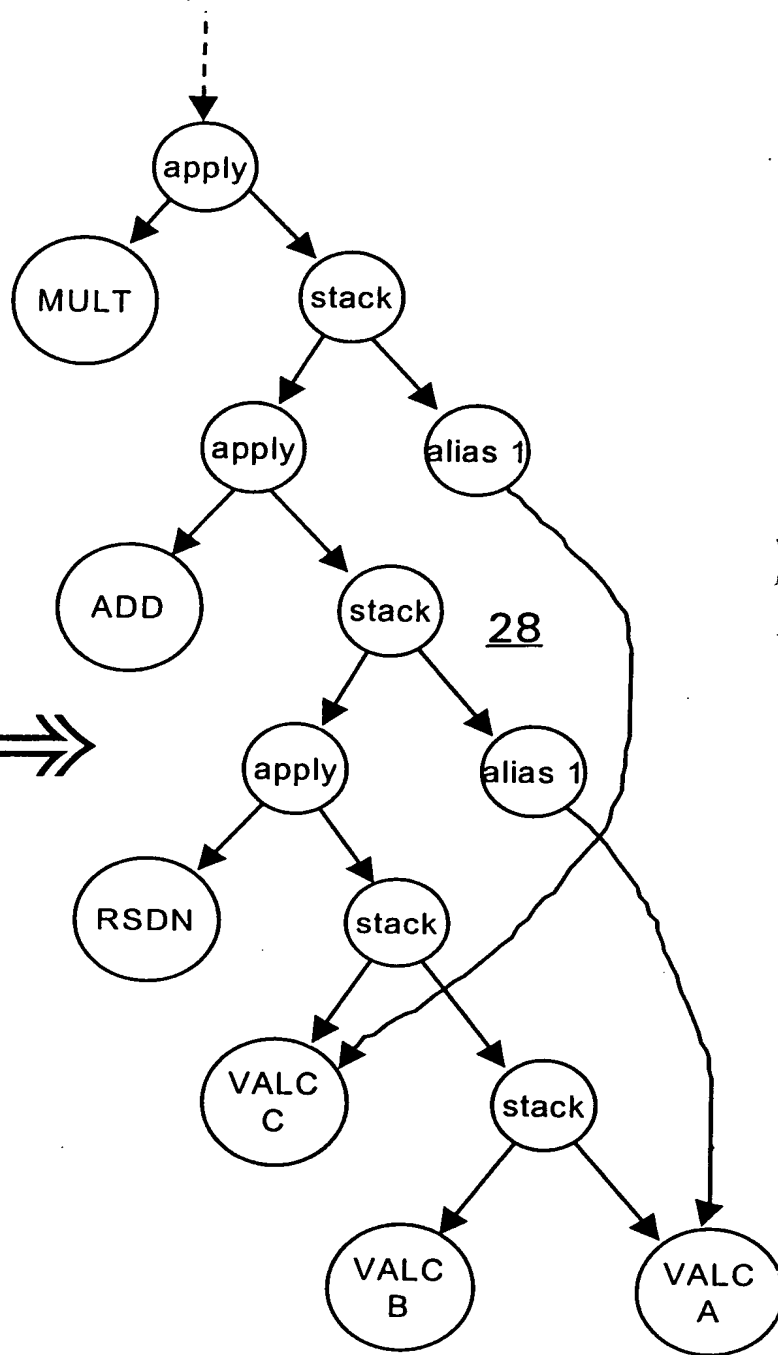 apply
MULT
stack
apply
alias 1
ADD
stack
28
apply
alias 1
RSDN
stack
VALC
C
stack
VALC
B
VALC
A